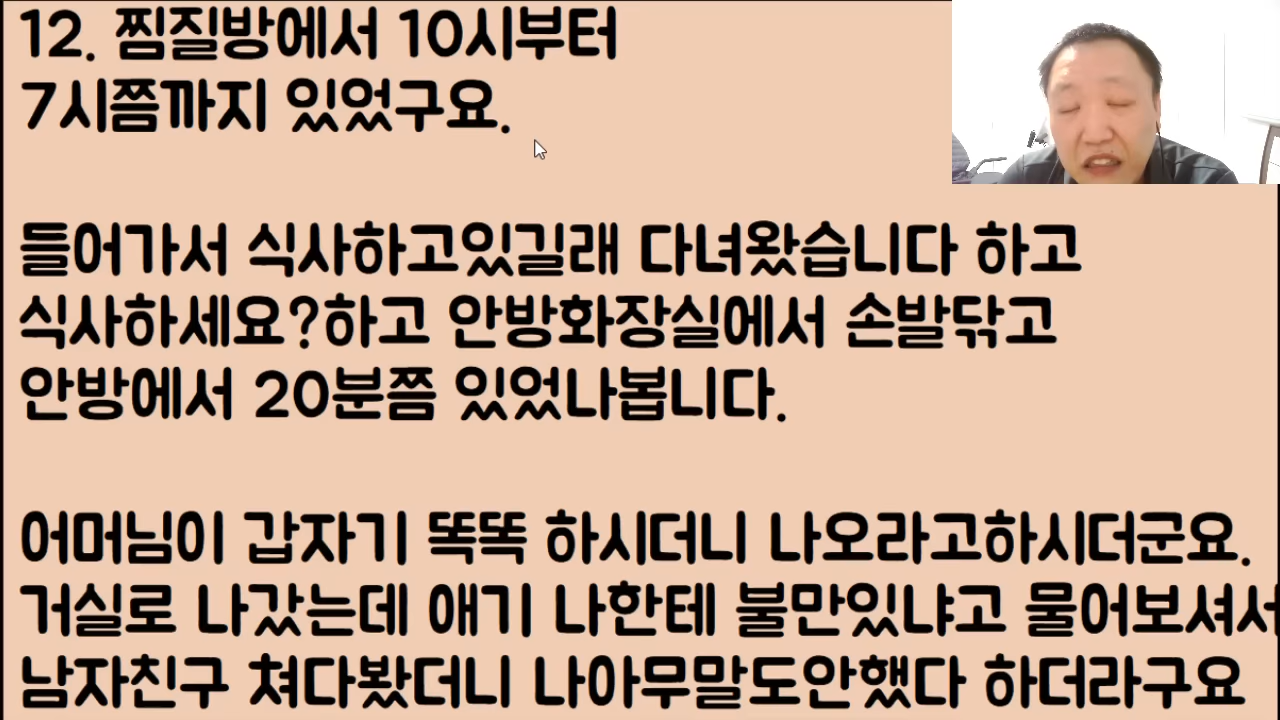 12. 찜질방에서 10시부터
7시쯤까지 있었구요.
들어가서 식사하고있길래 다녀왔습니다 하고
식사하세요?하고 안방화장실에서 손발닦고
안방에서 20분쯤 있었나봅니다.
어머님이 갑자기 똑똑 하시더니 나오라고하시더군요.
거실로 나갔는데 얘기 나한테 불만있냐고 물어보셔서
남자친구 쳐다봤더니 나아무말도안했다 하더라구요